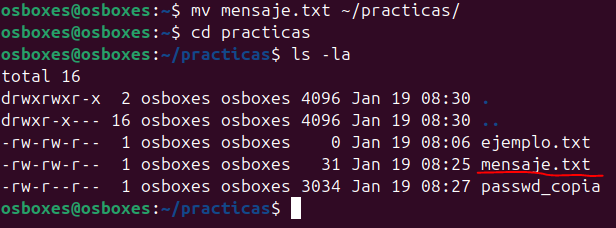 osboxes@osboxes:~$ mv mensaje.txt ~/practicas/
osboxes@osboxes:~$ cd practicas
osboxes@osboxes:~/practicas$ ls -la
total 16
drwxrwxr-x  2 osboxes osboxes 4096 Jan 19 08:30 .
drwxr-x--- 16 osboxes osboxes 4096 Jan 19 08:30 ..
-rw-rw-r--  1 osboxes osboxes    0 Jan 19 08:06 ejemplo.txt
-rw-rw-r--  1 osboxes osboxes   31 Jan 19 08:25 mensaje.txt
-rw-r--r--  1 osboxes osboxes 3034 Jan 19 08:27 passwd_copia
osboxes@osboxes:~/practicas$